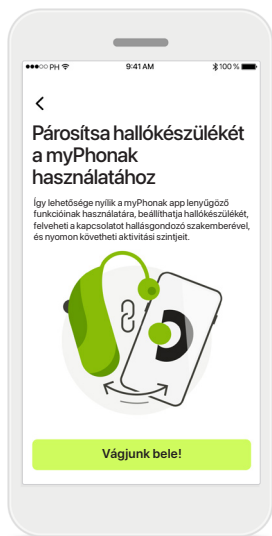 ●●●○○ PH 9:41 AM 100 %
Párosítsa hallókészülékét
a myPhonak
használatához
Így lehetősége nyílik a myPhonak app lenyűgöző
funkcióinak használatára, beállíthatja hallókészülékét,
felveheti a kapcsolatot hallásgondozó szakemberével,
és nyomon követheti aktivitási szintjeit.
Vágjunk bele!